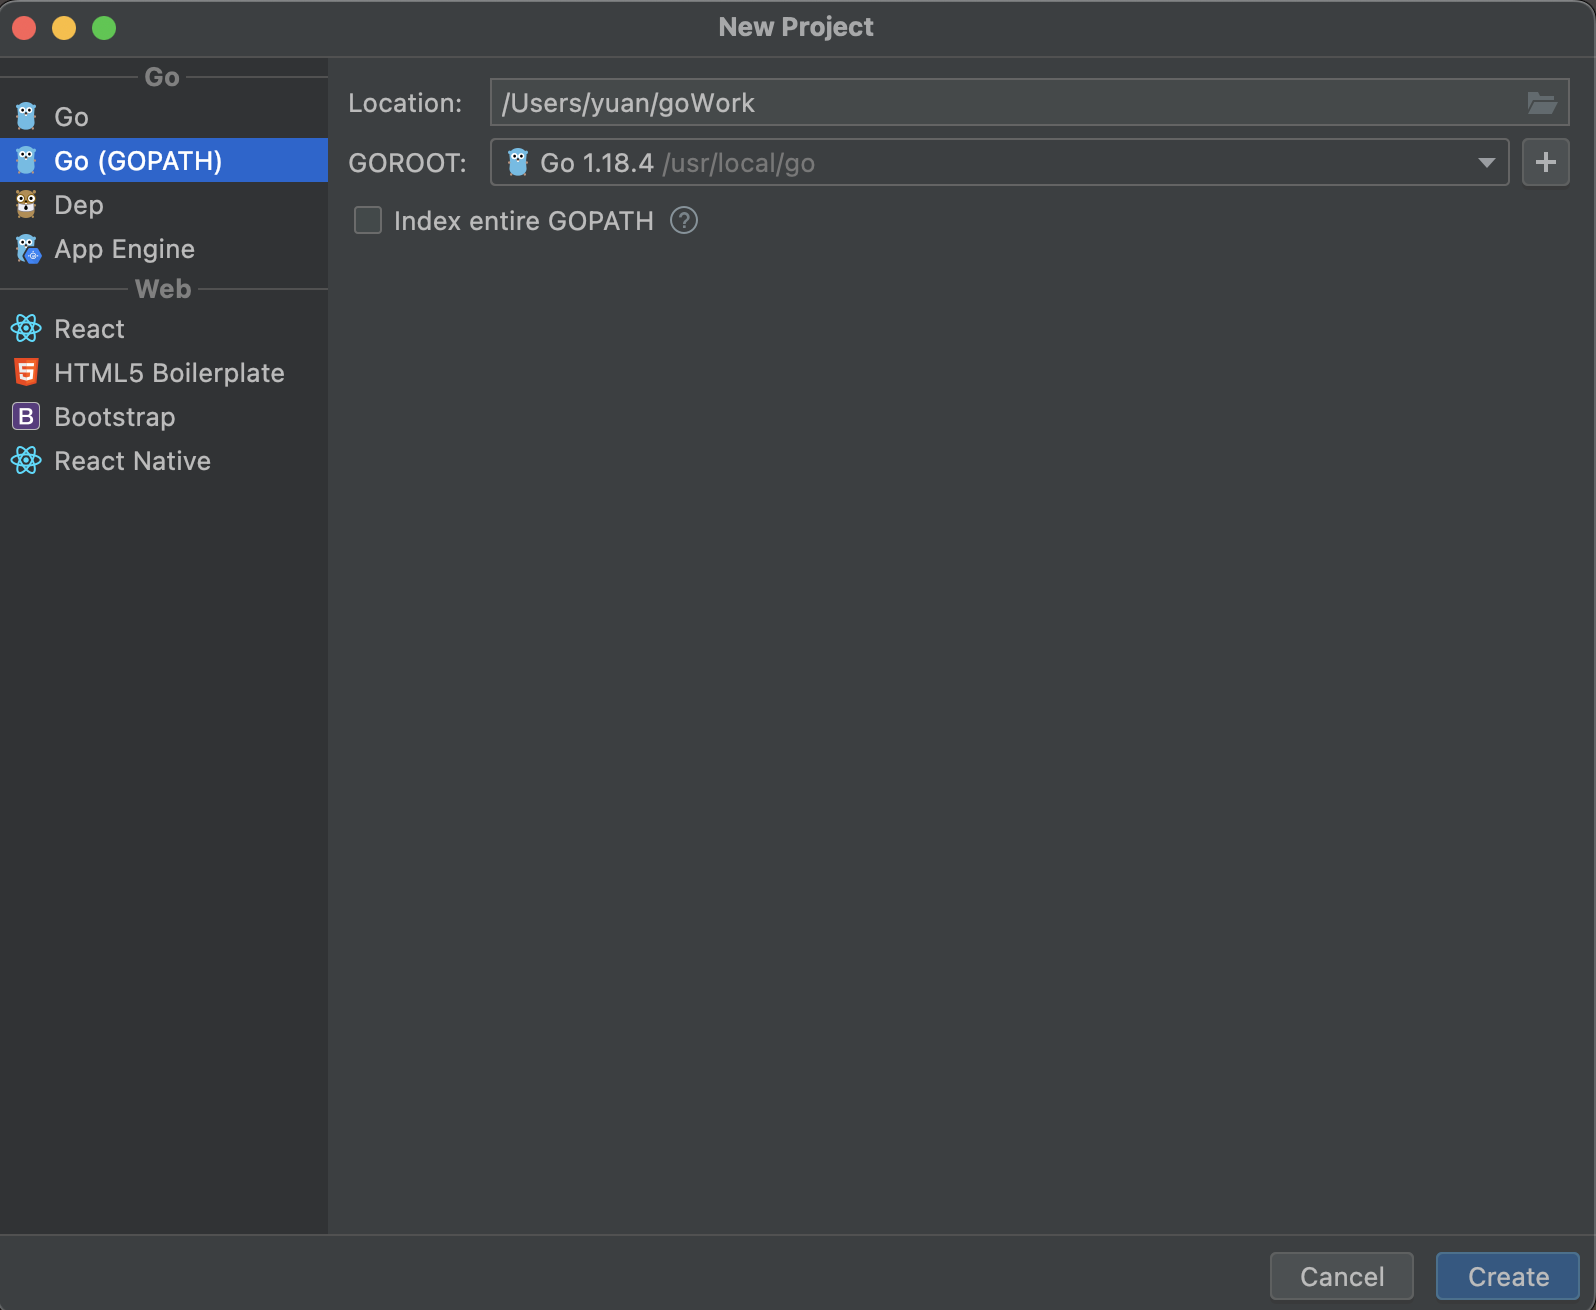 New Project
Go
Go
Go (GOPATH)
Dep
App Engine
Web
React
HTML5 Boilerplate
Bootstrap
React Native
Location: /Users/yuan/goWork
GOROOT: Go 1.18.4 /usr/local/go
Index entire GOPATH ?
Cancel Create